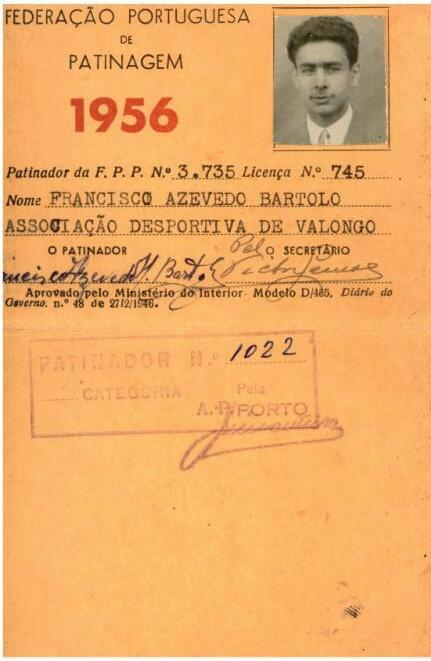 FEDERAÇÃO PORTUGUESA
DE
PATINAGEM
1956
Patinador da F. P. P. N.º 3.735 Licença N.º 745
Nome FRANCISCO AZEVEDO BARTOLO
ASSOCIAÇÃO DESPORTIVA DE VALONGO
O PATINADOR Pel O SECRETÁRIO
Aprovado pelo Ministério do Interior - Modelo D/485. Diário do
Governo. n.º 48 de 27/2/1946.
PATINADOR N.º 1022
CATEGORIA Pela
A. P. PORTO